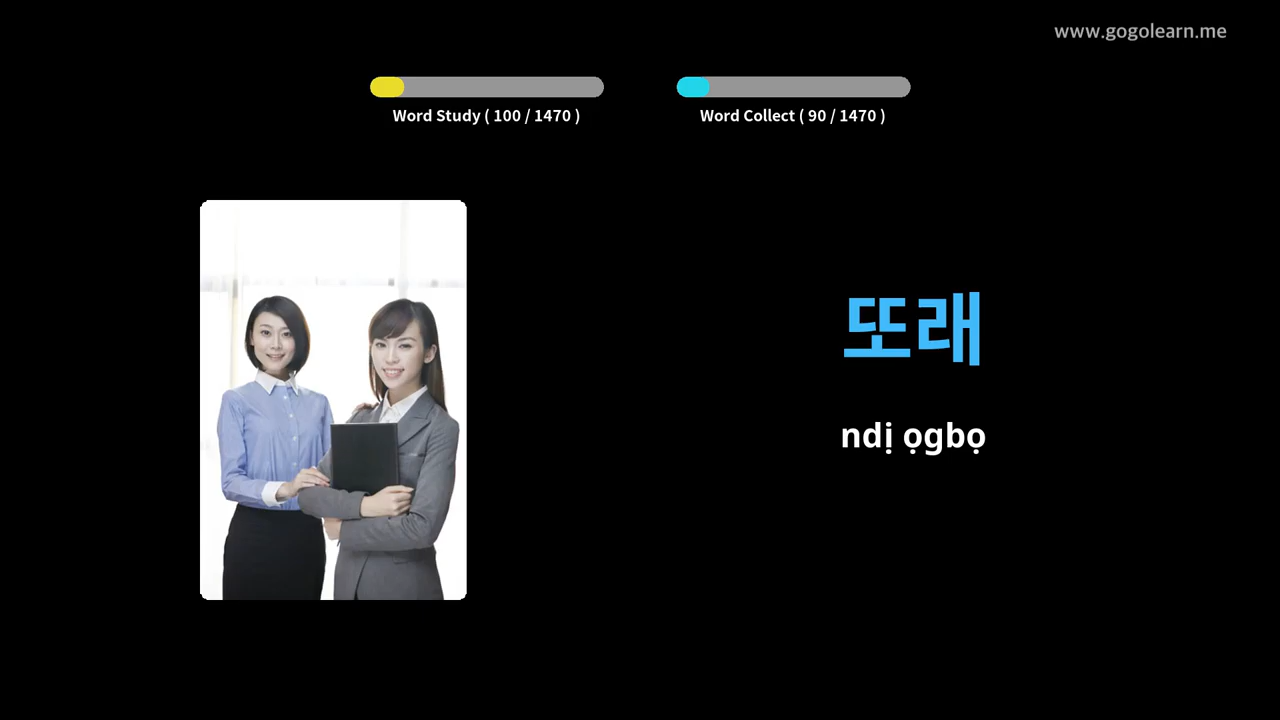 www.gogolearn.me
Word Study ( 100 / 1470 )
Word Collect ( 90 / 1470 )
또래
ndị ọgbọ